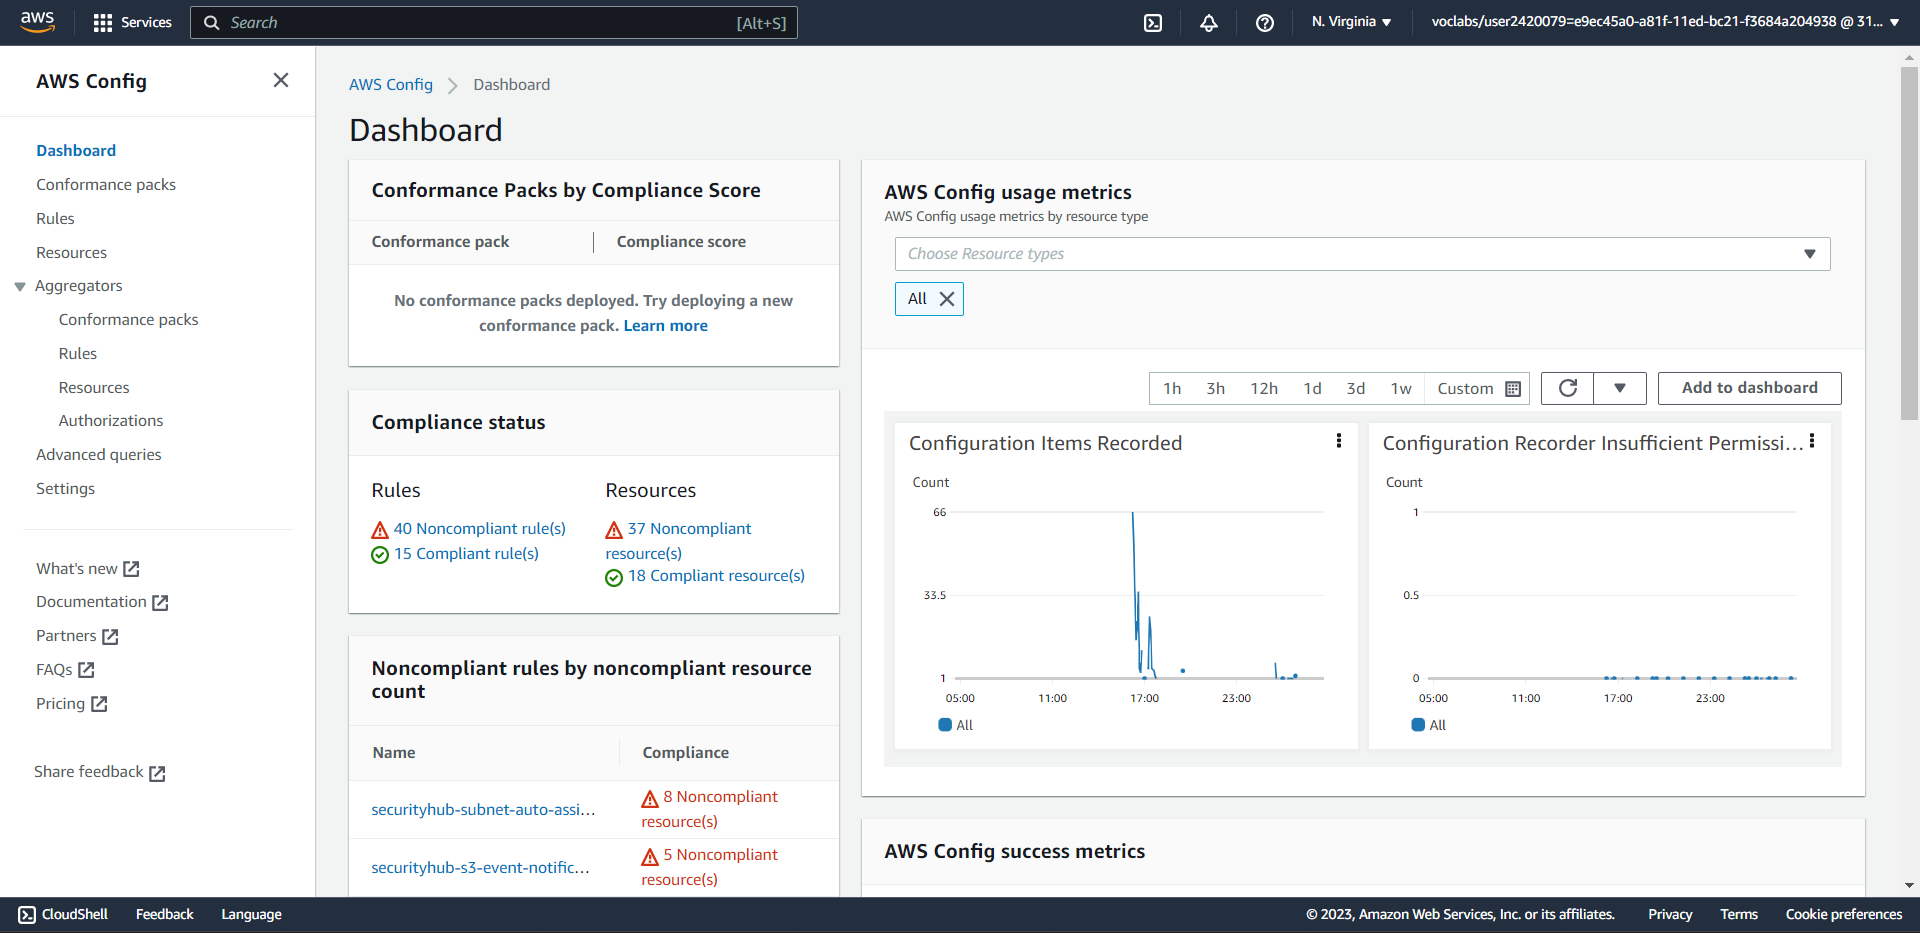 aws
Services
Search
[Alt+S]
N. Virginia
voclabs/user2420079=e9ec45a0-a81f-11ed-bc21-f3684a204938 @ 31...
AWS Config
Dashboard
Conformance packs
Rules
Resources
Aggregators
Conformance packs
Rules
Resources
Authorizations
Advanced queries
Settings
What's new
Documentation
Partners
FAQs
Pricing
Share feedback
AWS Config
Dashboard
Dashboard
Conformance Packs by Compliance Score
Conformance pack
Compliance score
No conformance packs deployed. Try deploying a new
conformance pack. Learn more
Compliance status
Rules
40 Noncompliant rule(s)
15 Compliant rule(s)
Resources
37 Noncompliant
resource(s)
18 Compliant resource(s)
Noncompliant rules by noncompliant resource
count
Name
Compliance
securityhub-subnet-auto-assi...
8 Noncompliant
resource(s)
securityhub-s3-event-notific...
5 Noncompliant
resource(s)
AWS Config usage metrics
AWS Config usage metrics by resource type
Choose Resource types
All
1h
3h
12h
1d
3d
1w
Custom
Add to dashboard
Configuration Items Recorded
Count
66
33.5
1
05:00
11:00
17:00
23:00
All
Configuration Recorder Insufficient Permissi...
Count
1
0.5
0
05:00
11:00
17:00
23:00
All
AWS Config success metrics
CloudShell
Feedback
Language
© 2023, Amazon Web Services, Inc. or its affiliates.
Privacy
Terms
Cookie preferences